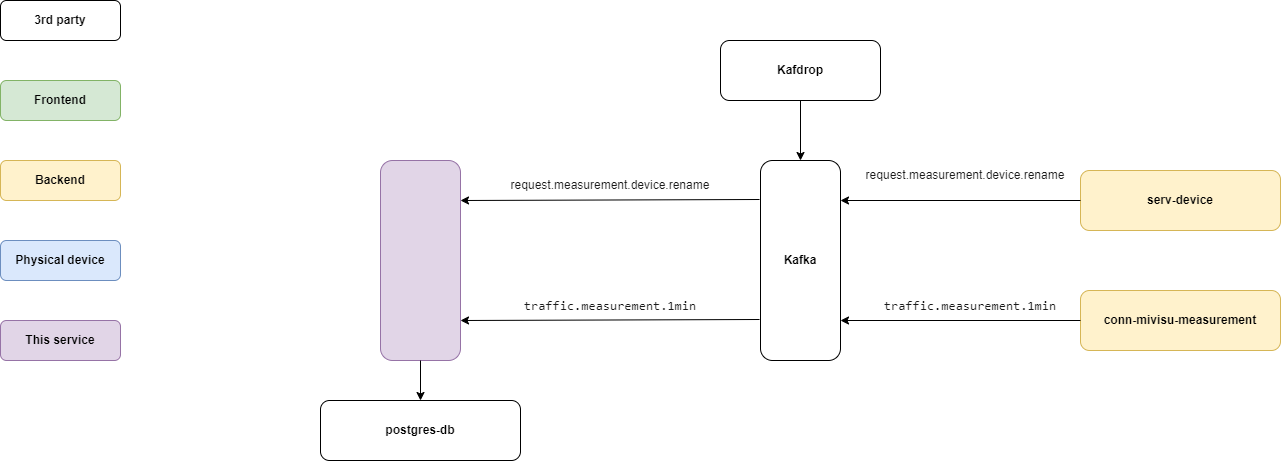 3rd party
Frontend
Backend
Physical device
This service
Kafdrop
request.measurement.device.rename
request.measurement.device.rename
serv-device
Kafka
traffic.measurement.1min
traffic.measurement.1min
conn-mivisu-measurement
postgres-db